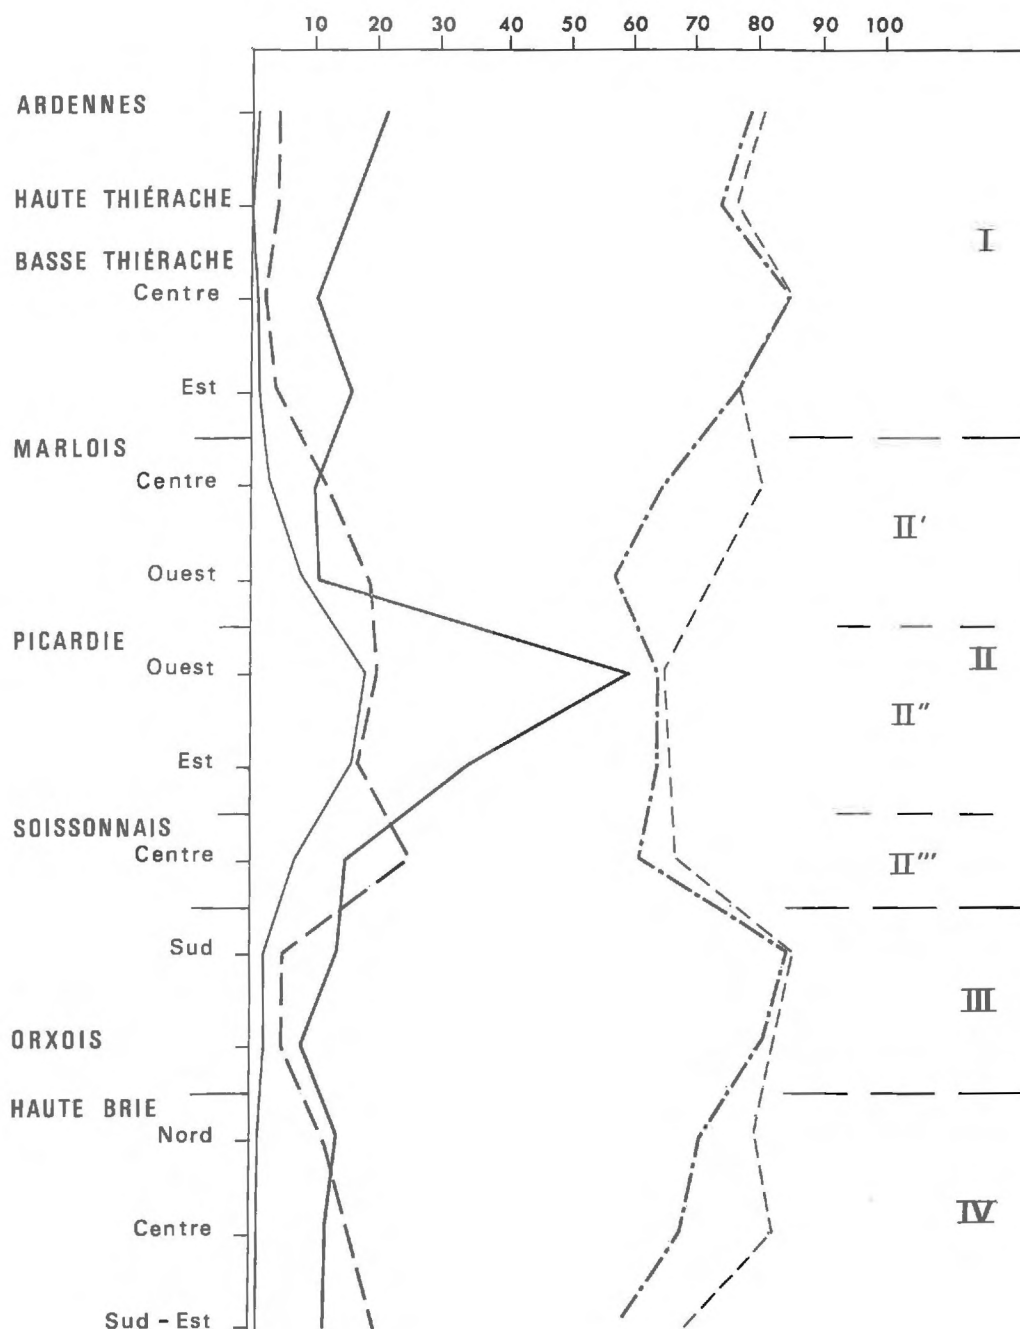 10 20 30 40 50 60 70 80 90 100
ARDENNES
HAUTE THIÉRACHE
I
BASSE THIÉRACHE
Centre
Est
MARLOIS
Centre
II'
Ouest
PICARDIE
Ouest
II
II"
Est
SOISSONNAIS
Centre
II'"
Sud
III
ORXOIS
HAUTE BRIE
Nord
Centre
IV
Sud - Est